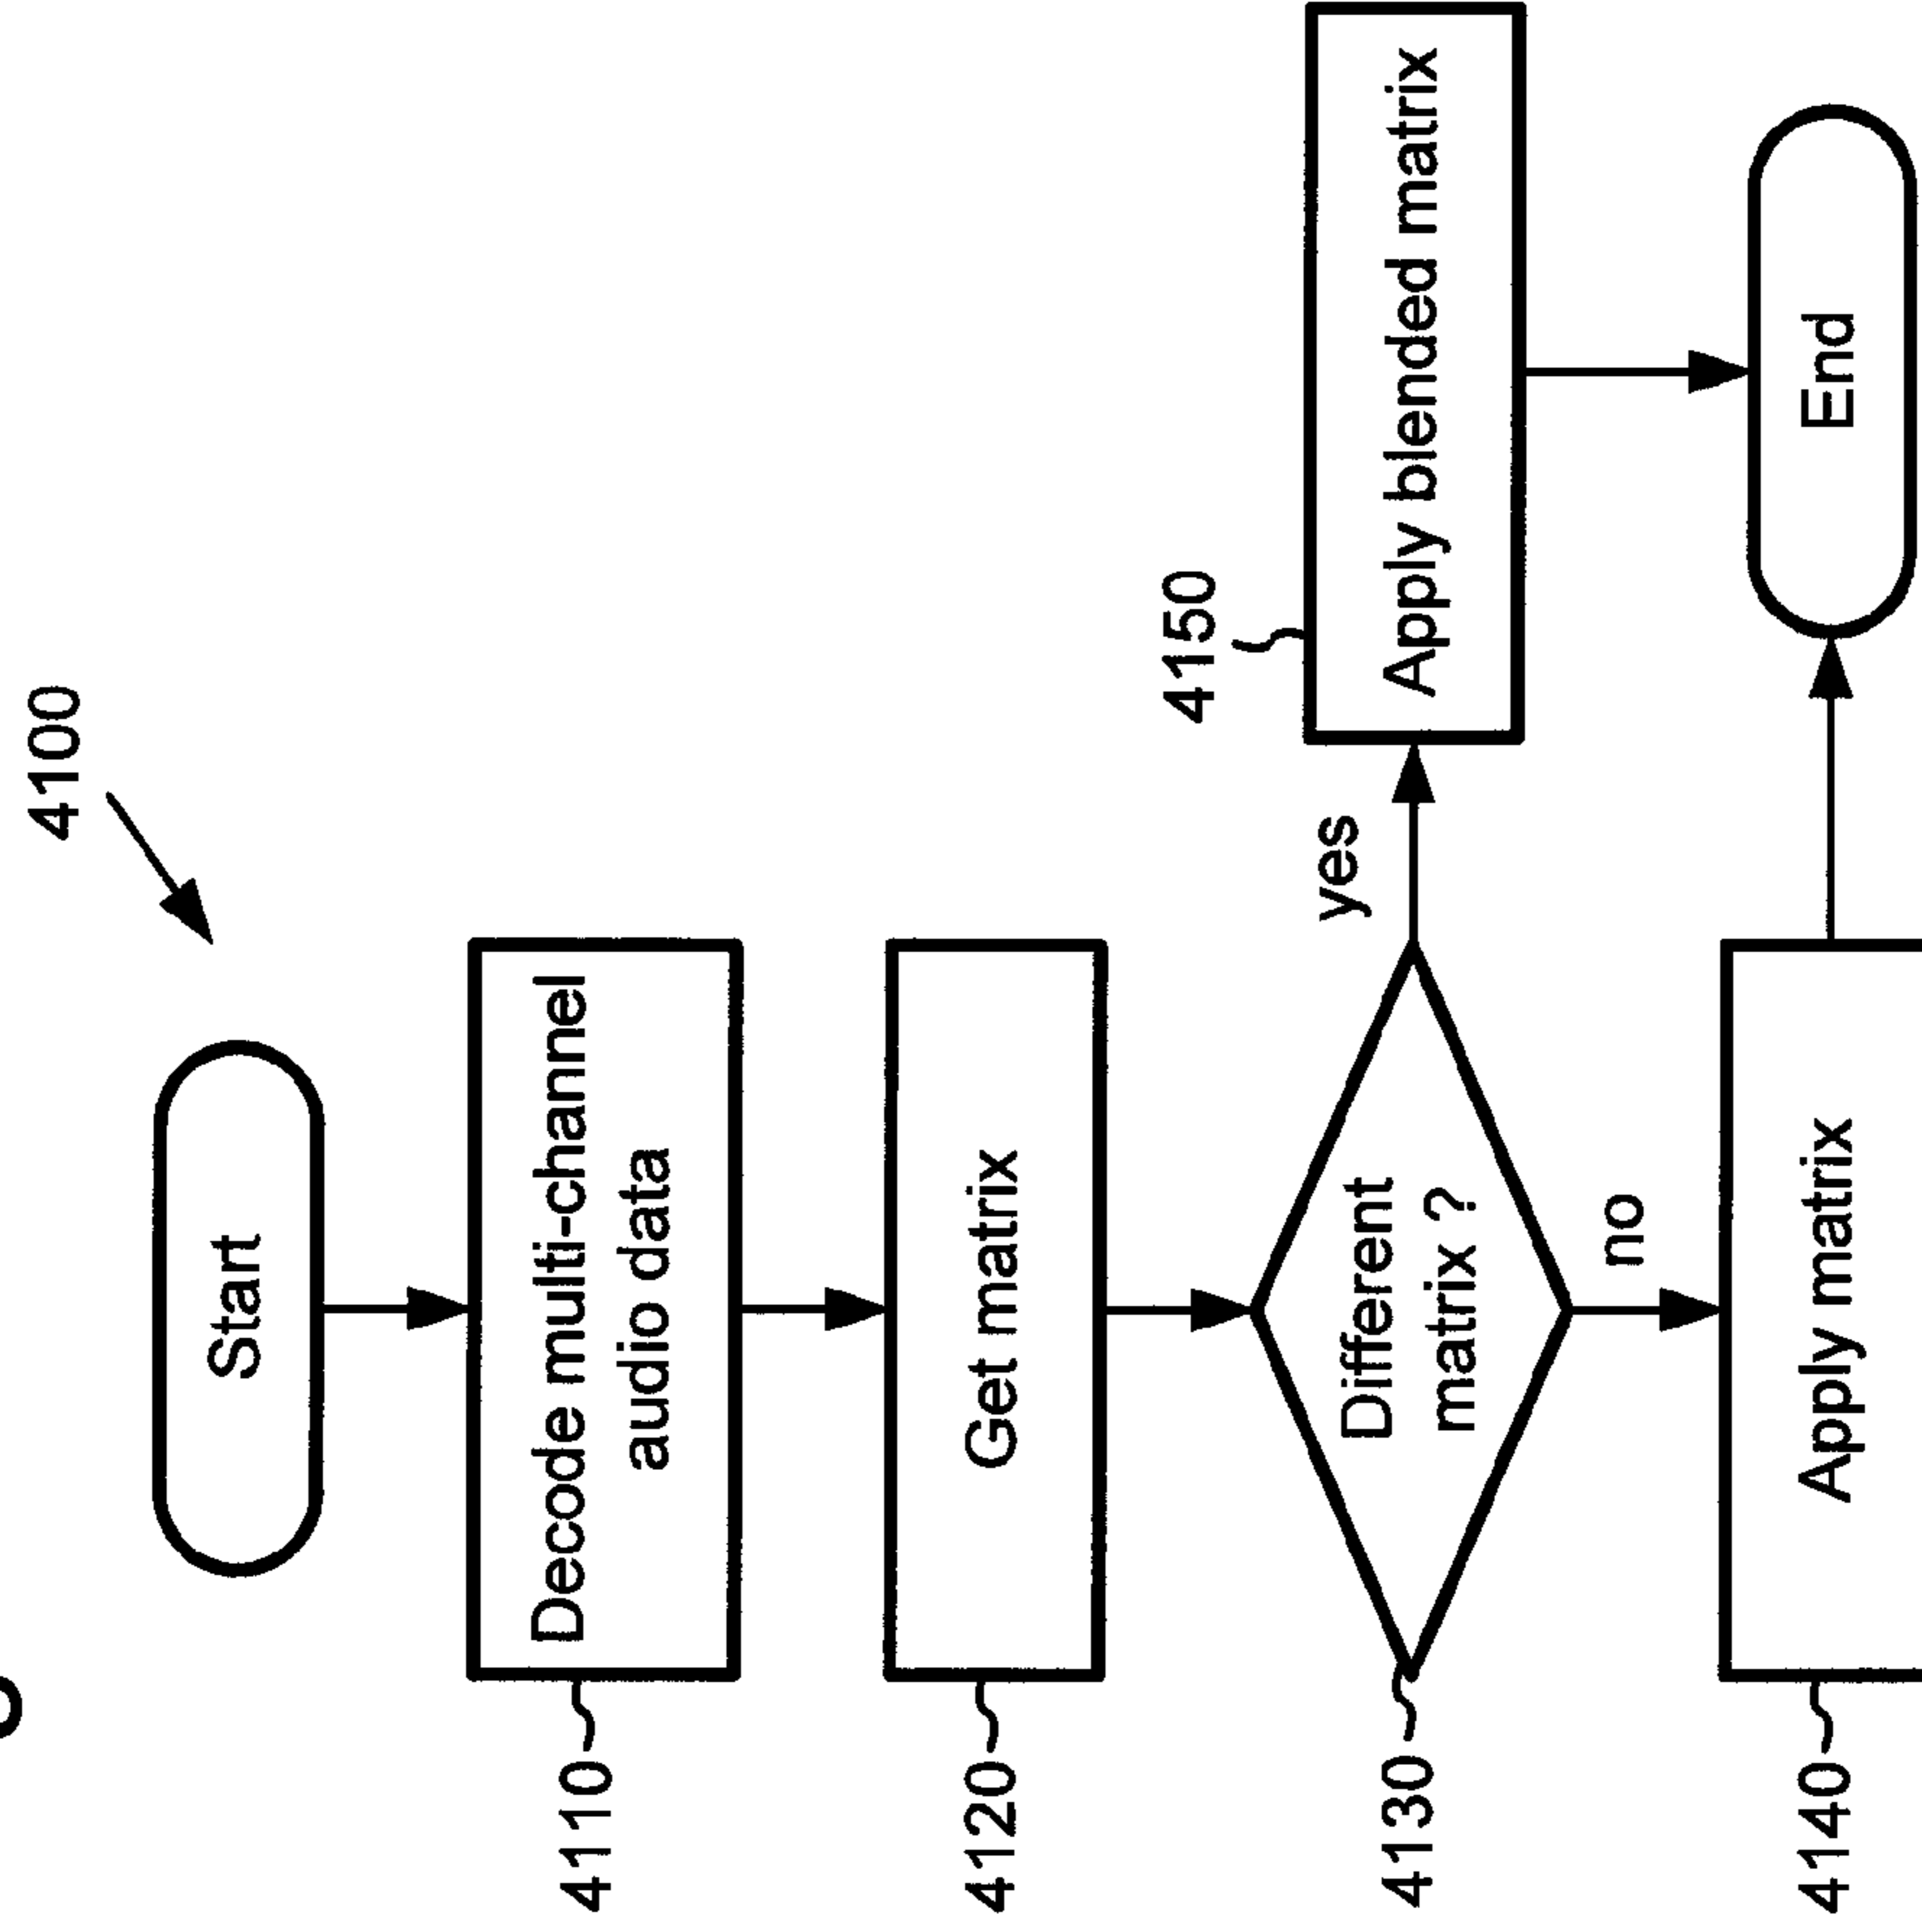 4100
Start
4110
Decode multi-channel
audio data
4120
Get matrix
4130
Different
matrix ?
yes
4150
Apply blended matrix
no
4140
Apply matrix
End